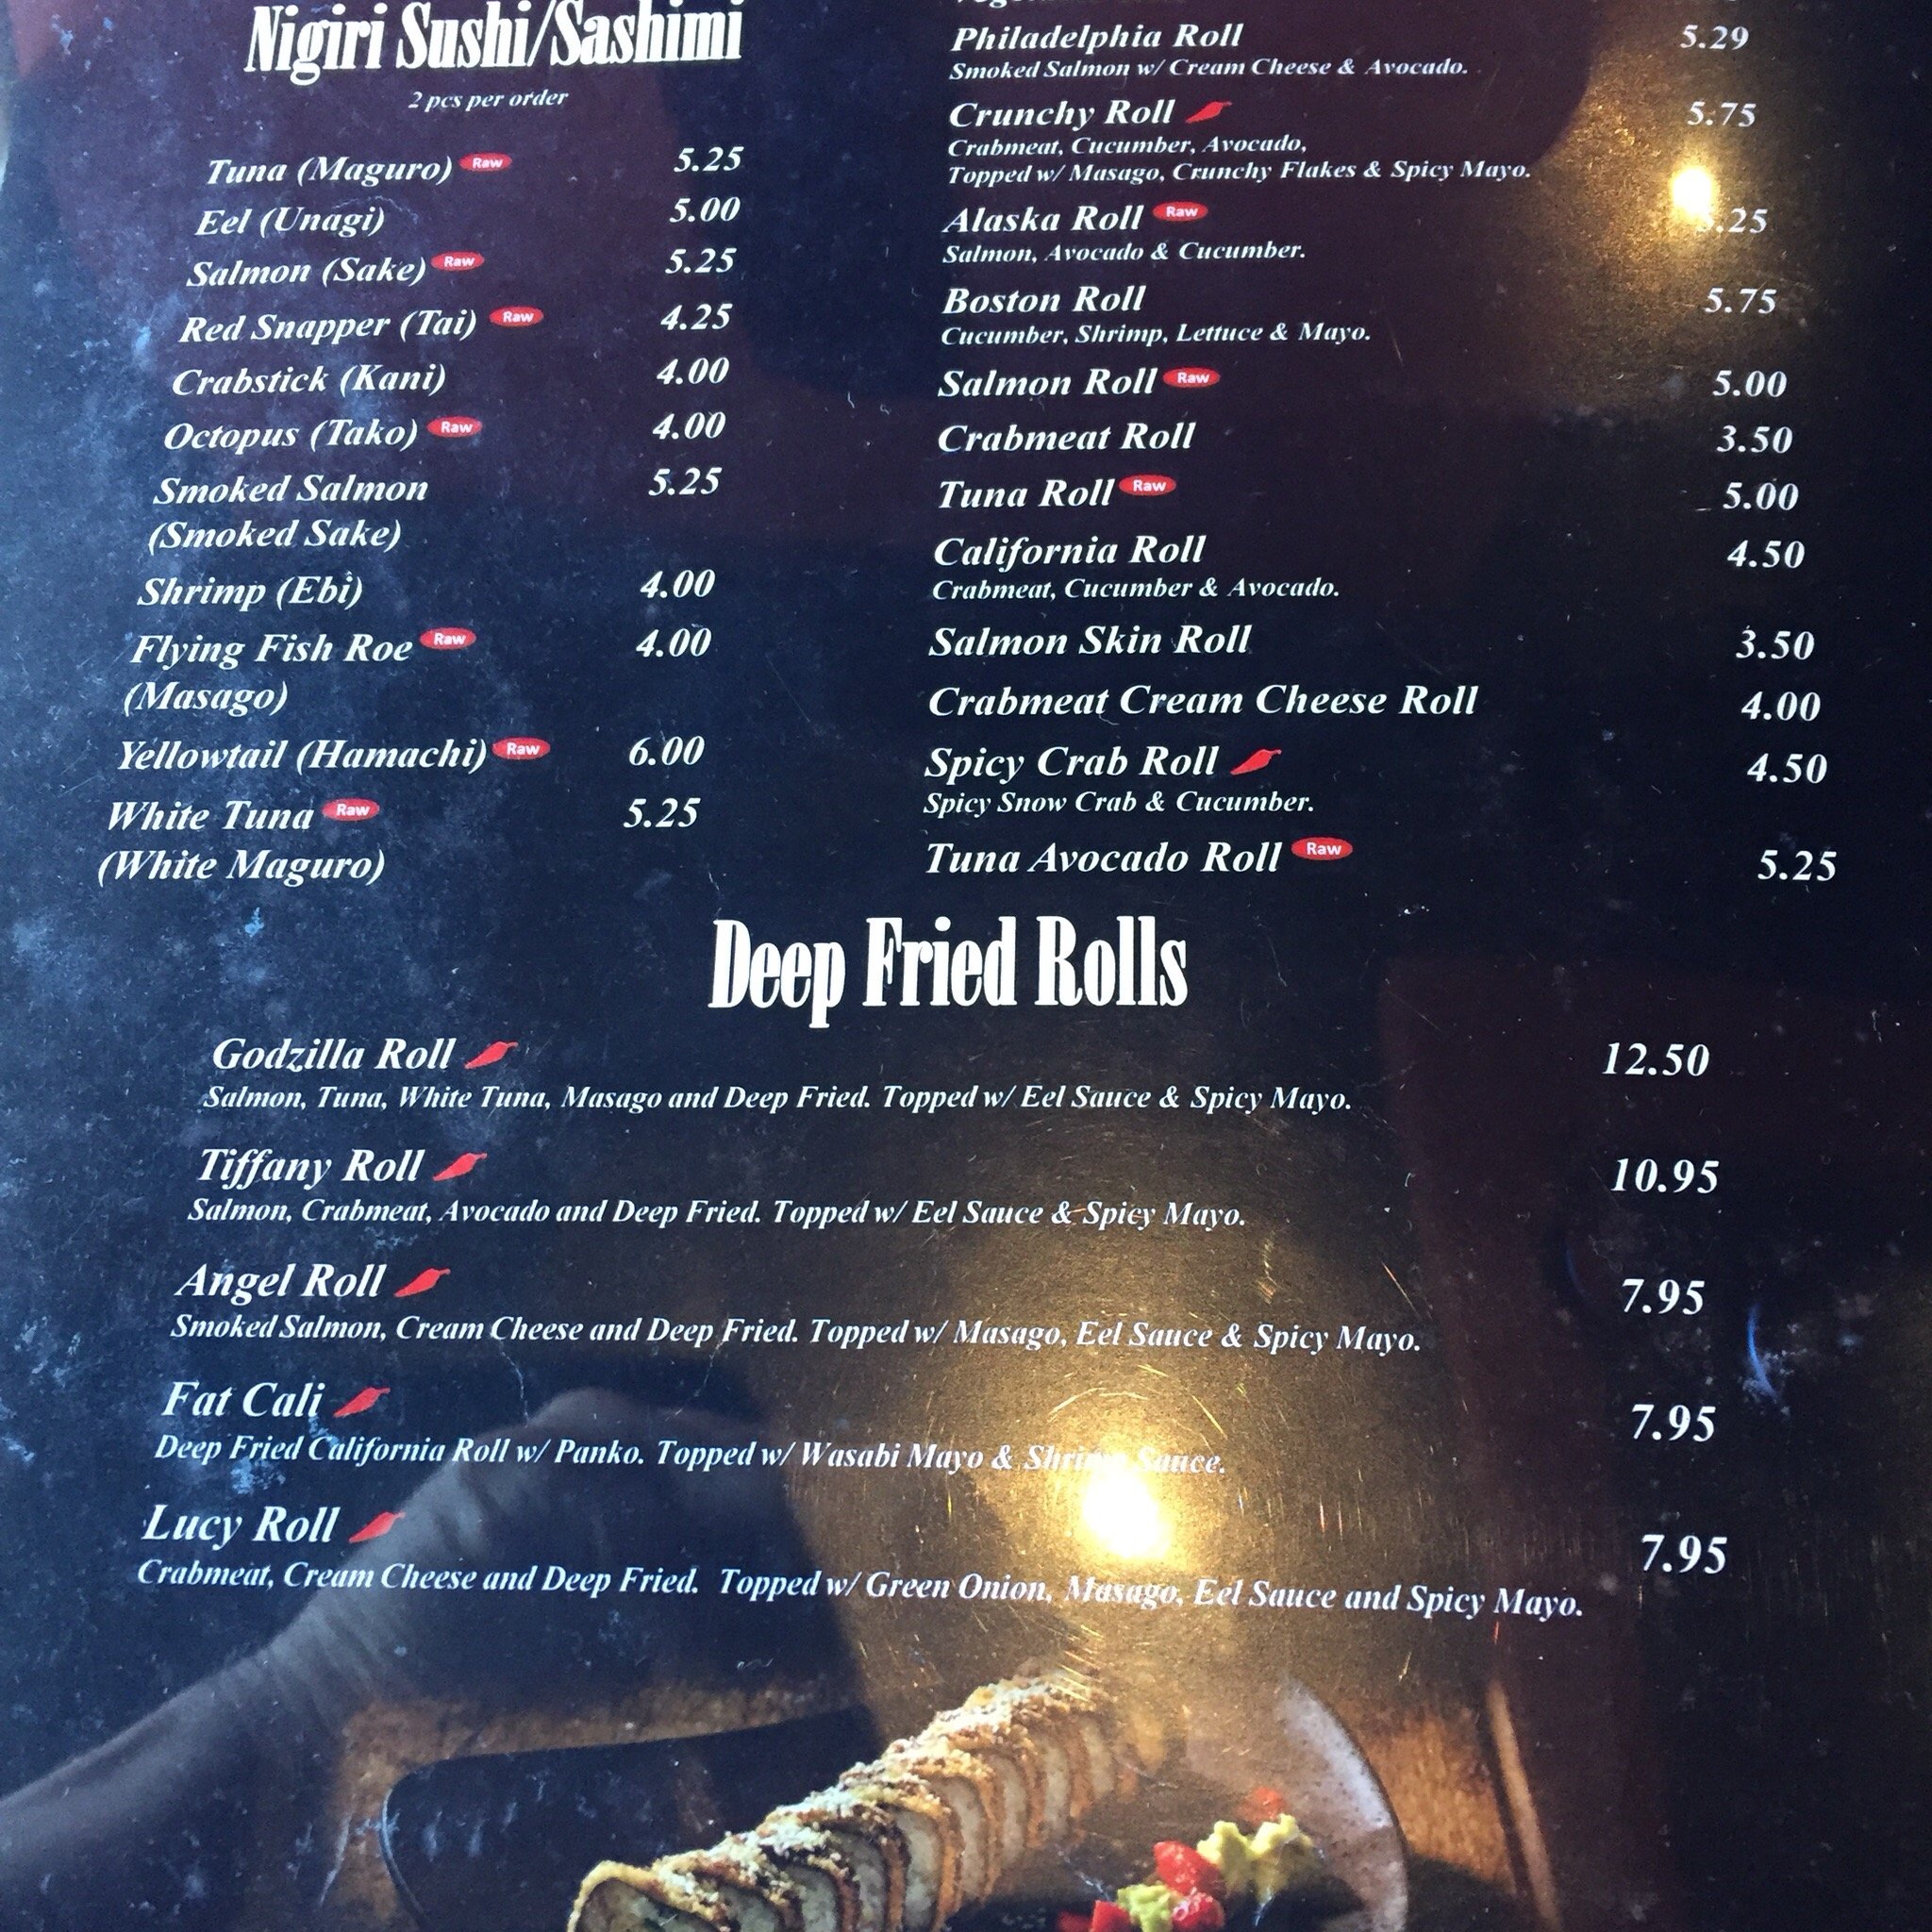 Nigiri Sushi/Sashimi
2 pcs per order
Tuna (Maguro) Raw 5.25
Eel (Unagi) 5.00
Salmon (Sake) Raw 5.25
Red Snapper (Tai) Raw 4.25
Crabstick (Kani) 4.00
Octopus (Tako) Raw 4.00
Smoked Salmon 5.25
(Smoked Sake)
Shrimp (Ebi) 4.00
Flying Fish Roe Raw 4.00
(Masago)
Yellowtail (Hamachi) Raw 6.00
White Tuna Raw 5.25
(White Maguro)
Philadelphia Roll 5.29
Smoked Salmon w/ Cream Cheese & Avocado.
Crunchy Roll 5.75
Crabmeat, Cucumber, Avocado,
Topped w/ Masago, Crunchy Flakes & Spicy Mayo.
Alaska Roll Raw
Salmon, Avocado & Cucumber.
Boston Roll 5.75
Cucumber, Shrimp, Lettuce & Mayo.
Salmon Roll Raw 5.00
Crabmeat Roll 3.50
Tuna Roll Raw 5.00
California Roll 4.50
Crabmeat, Cucumber & Avocado.
Salmon Skin Roll 3.50
Crabmeat Cream Cheese Roll 4.00
Spicy Crab Roll 4.50
Spicy Snow Crab & Cucumber.
Tuna Avocado Roll Raw 5.25
Deep Fried Rolls
Godzilla Roll 12.50
Salmon, Tuna, White Tuna, Masago and Deep Fried. Topped w/ Eel Sauce & Spicy Mayo.
Tiffany Roll 10.95
Salmon, Crabmeat, Avocado and Deep Fried. Topped w/ Eel Sauce & Spicy Mayo.
Angel Roll 7.95
Smoked Salmon, Cream Cheese and Deep Fried. Topped w/ Masago, Eel Sauce & Spicy Mayo.
Fat Cali 7.95
Deep Fried California Roll w/ Panko. Topped w/ Wasabi Mayo & Shrimp Sauce.
Lucy Roll 7.95
Crabmeat, Cream Cheese and Deep Fried. Topped w/ Green Onion, Masago, Eel Sauce and Spicy Mayo.